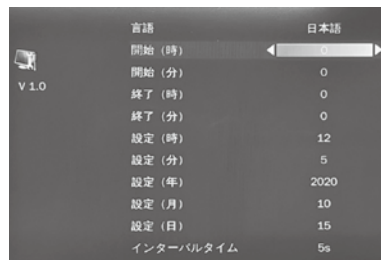 言語 日本語
開始（時） 0
V 1.0
開始（分） 0
終了（時） 0
終了（分） 0
設定（時） 12
設定（分） 5
設定（年） 2020
設定（月） 10
設定（日） 15
インターバルタイム 5s